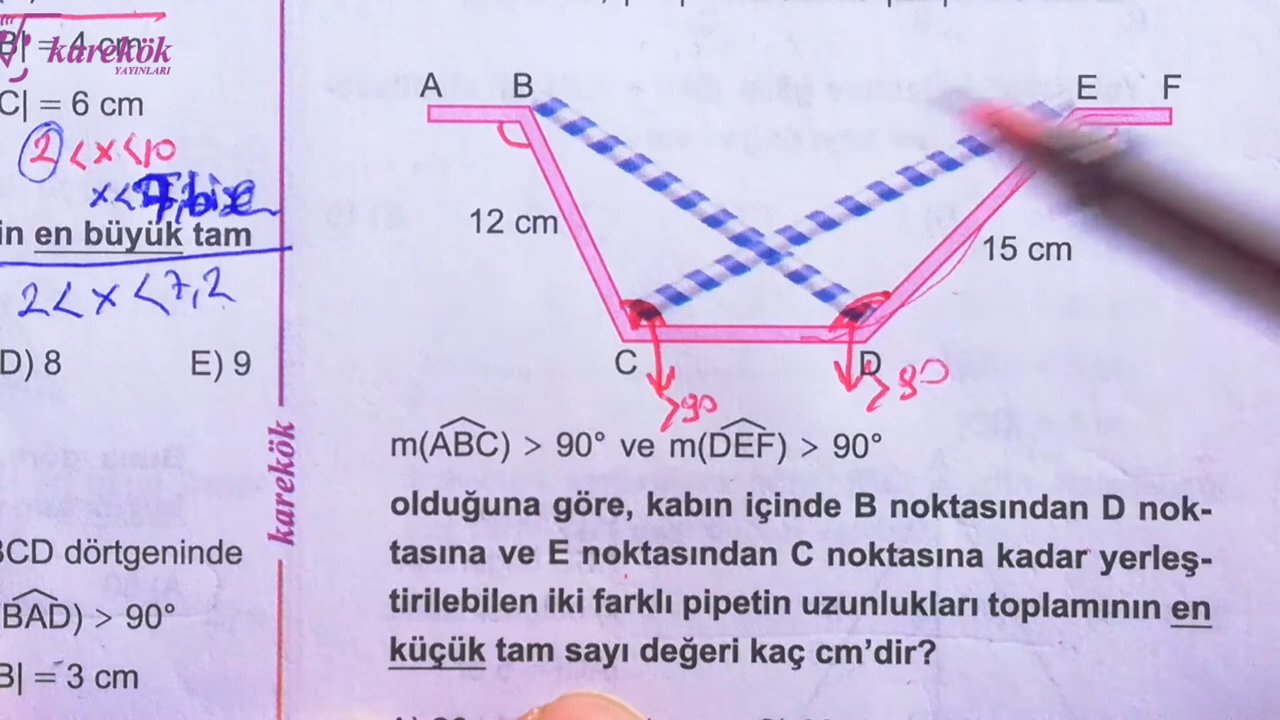 B| = 4 cm
karekök
YAYINLARI
C| = 6 cm
2 < x < 10
in en büyük tam
2 < x < 7,2
D) 8 E) 9
A B E F
12 cm
15 cm
C D
>90
>90
karekök
m(ABC) > 90° ve m(DEF) > 90°
olduğuna göre, kabın içinde B noktasından D nok-
tasına ve E noktasından C noktasına kadar yerleş-
tirilebilen iki farklı pipetin uzunlukları toplamının en
küçük tam sayı değeri kaç cm'dir?
BCD dörtgeninde
(BAD) > 90°
B| = 3 cm